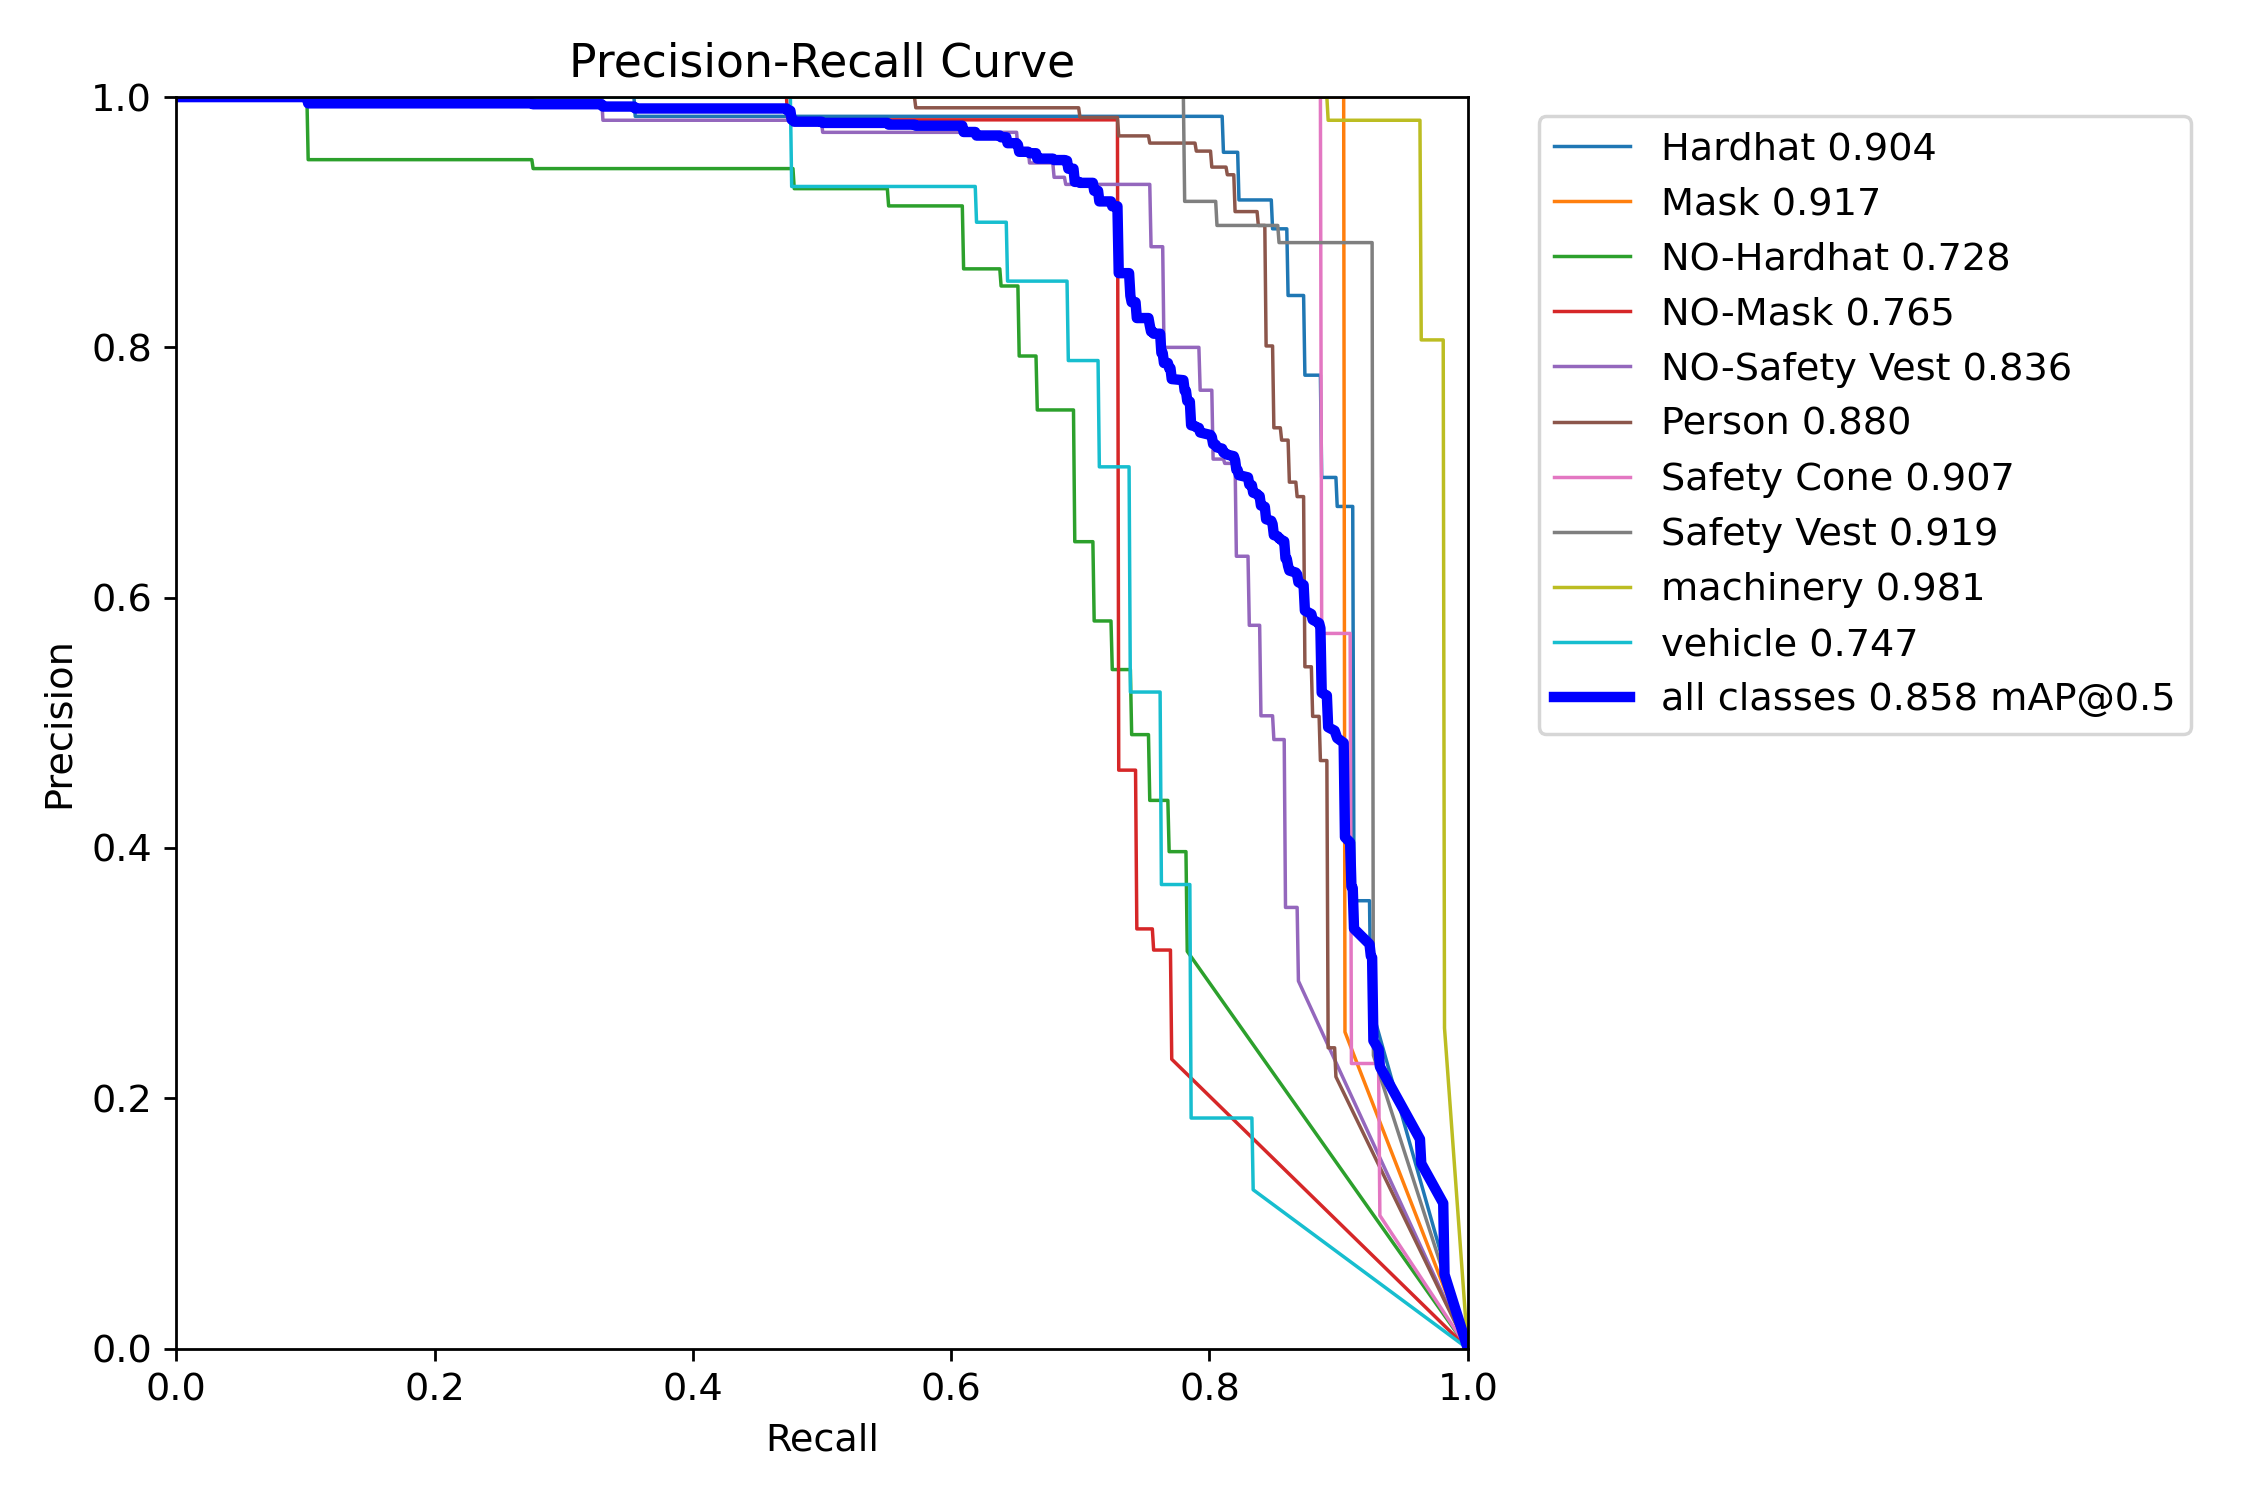 Precision-Recall Curve
1.0
0.8
0.6
0.4
0.2
0.0
Precision
0.0 0.2 0.4 0.6 0.8 1.0
Recall
Hardhat 0.904
Mask 0.917
NO-Hardhat 0.728
NO-Mask 0.765
NO-Safety Vest 0.836
Person 0.880
Safety Cone 0.907
Safety Vest 0.919
machinery 0.981
vehicle 0.747
all classes 0.858 mAP@0.5